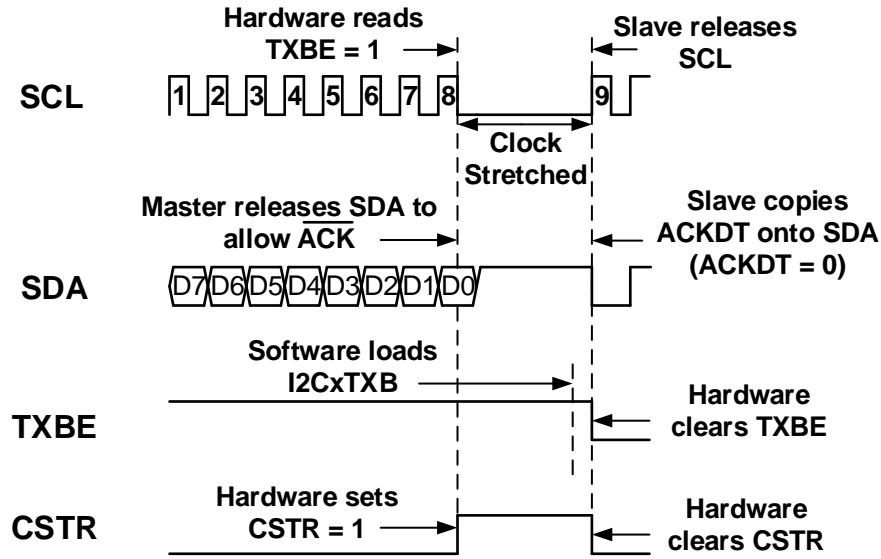 Hardware reads
TXBE = 1
Slave releases
SCL
SCL
1 2 3 4 5 6 7 8 9
Clock
Stretched
Master releases SDA to
allow A̅C̅K̅
Slave copies
ACKDT onto SDA
(ACKDT = 0)
SDA
D7 D6 D5 D4 D3 D2 D1 D0
Software loads
I2CxTXB
TXBE
Hardware
clears TXBE
Hardware sets
CSTR = 1
CSTR
Hardware
clears CSTR